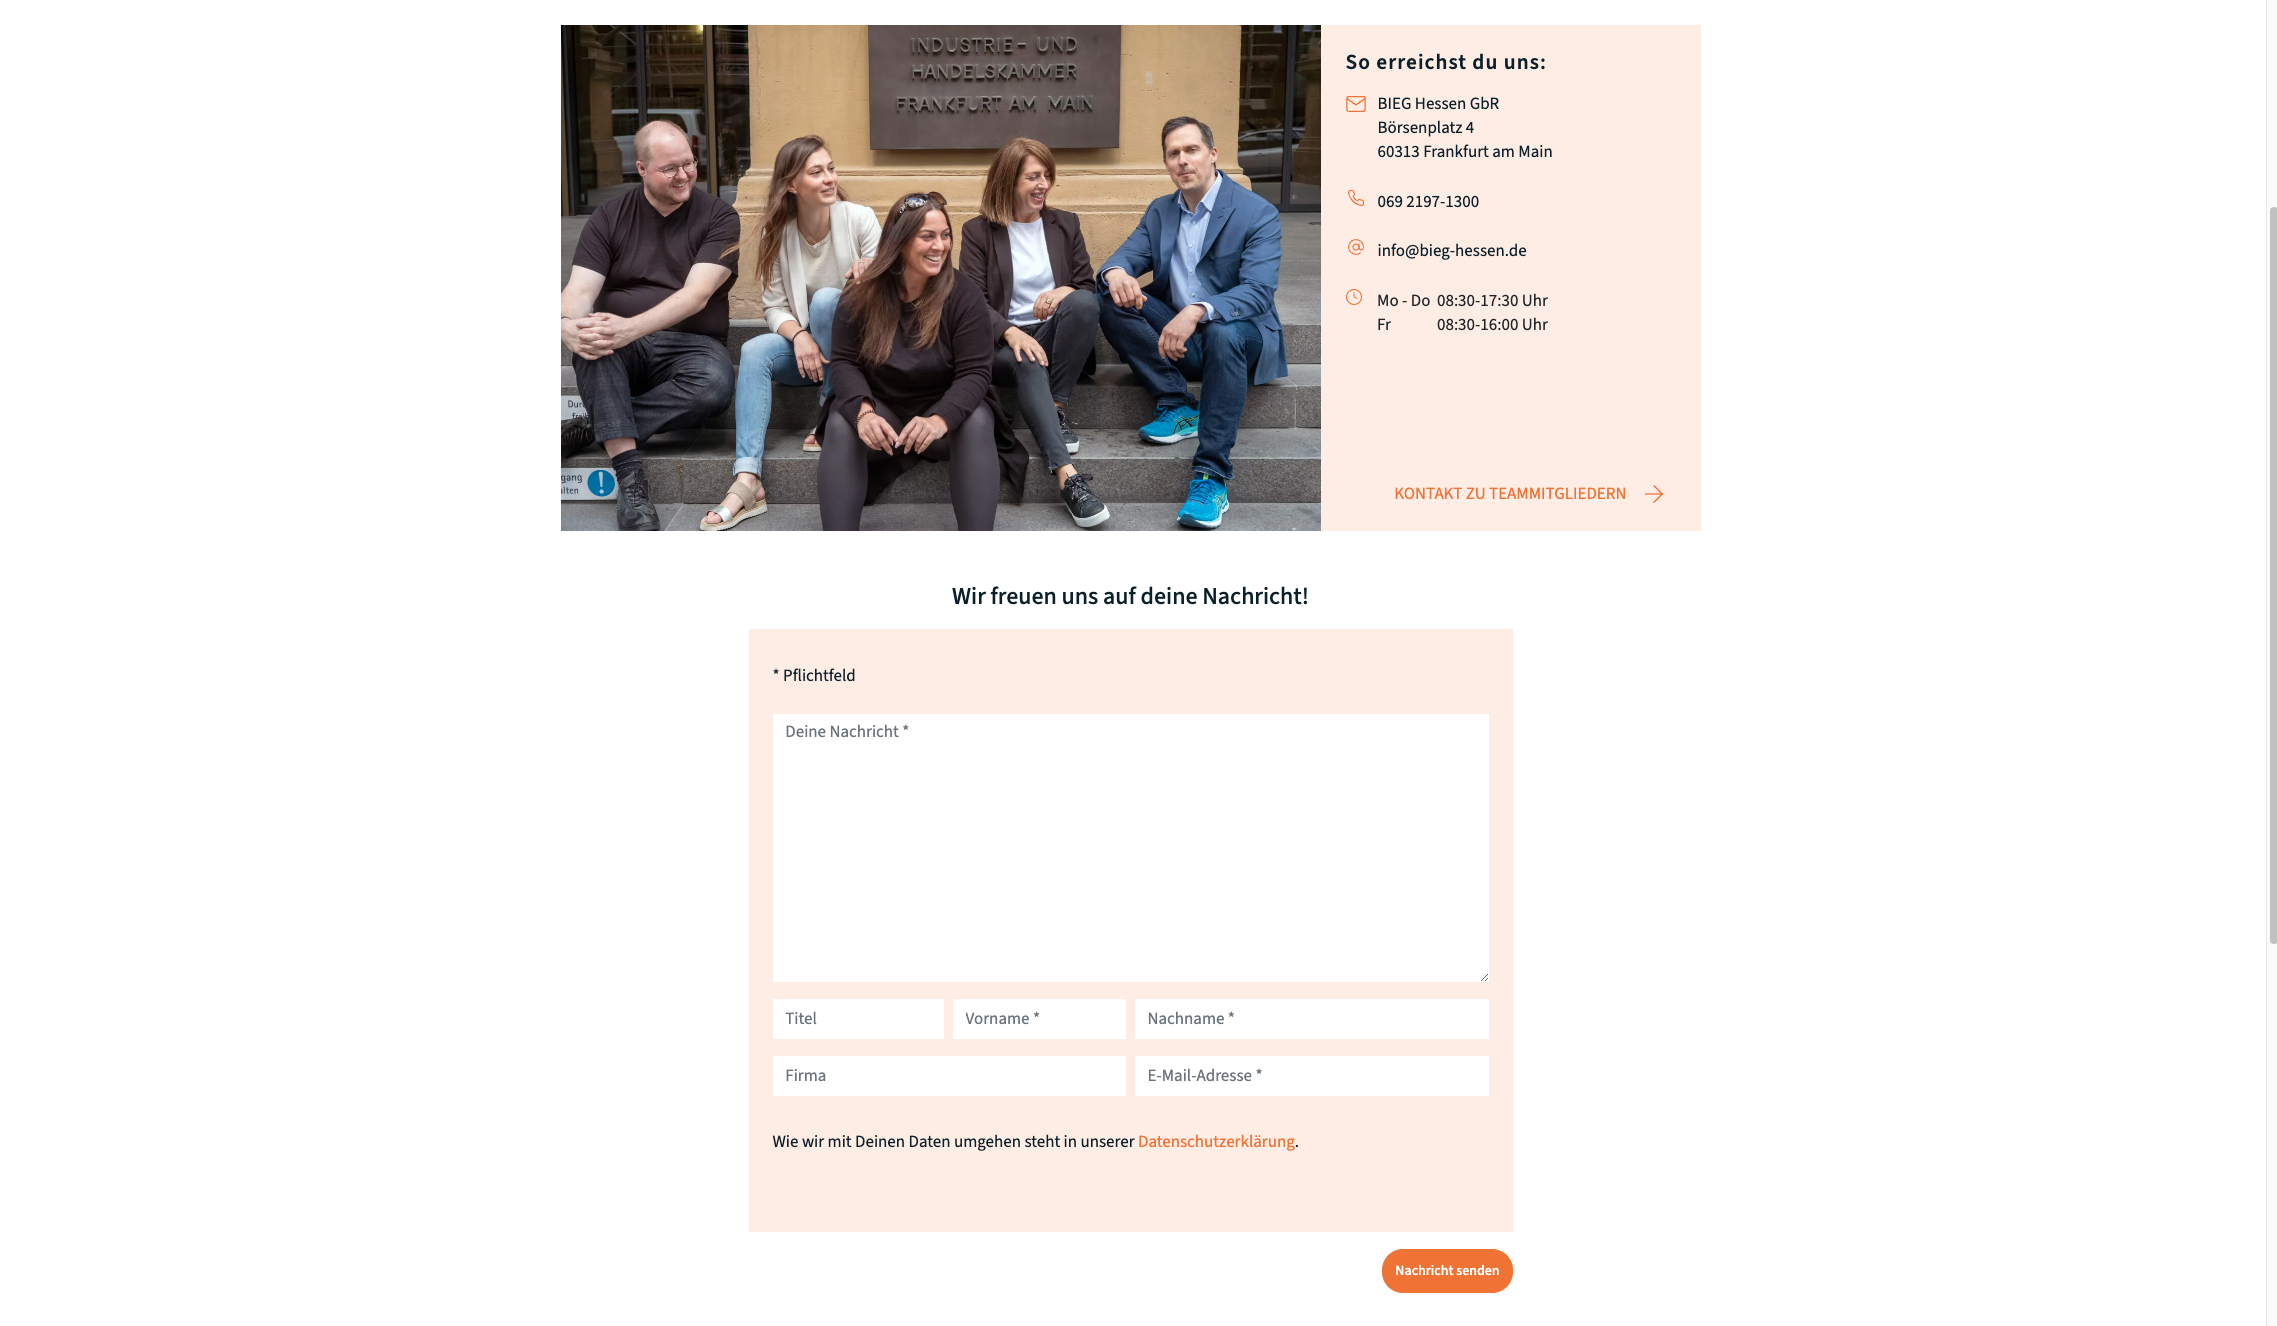 INDUSTRIE- UND
HANDELSKAMMER
FRANKFURT AM MAIN
gang
alten
So erreichst du uns:
BIEG Hessen GbR
Börsenplatz 4
60313 Frankfurt am Main
069 2197-1300
info@bieg-hessen.de
Mo - Do 08:30-17:30 Uhr
Fr 08:30-16:00 Uhr
KONTAKT ZU TEAMMITGLIEDERN
Wir freuen uns auf deine Nachricht!
* Pflichtfeld
Deine Nachricht *
Titel Vorname * Nachname *
Firma E-Mail-Adresse *
Wie wir mit Deinen Daten umgehen steht in unserer Datenschutzerklärung.
Nachricht senden